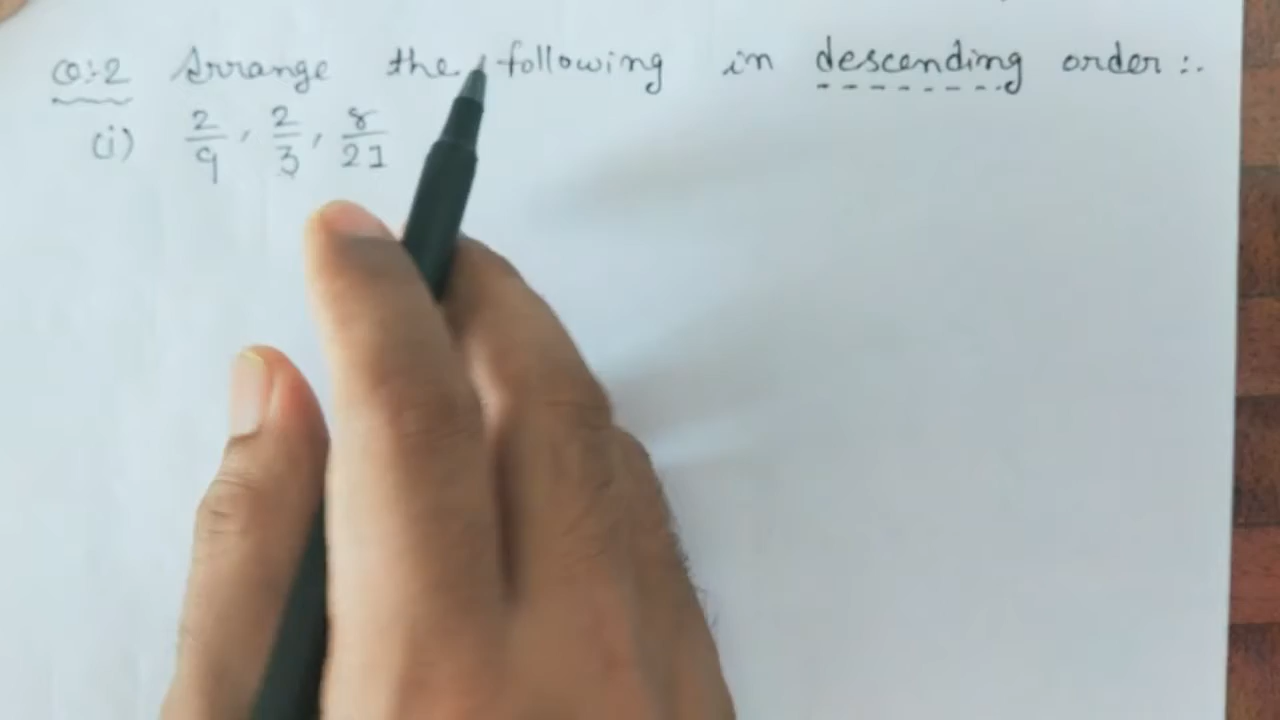 Q:-2 Arrange the following in descending order :.
(i) 2/9, 2/3, 8/21